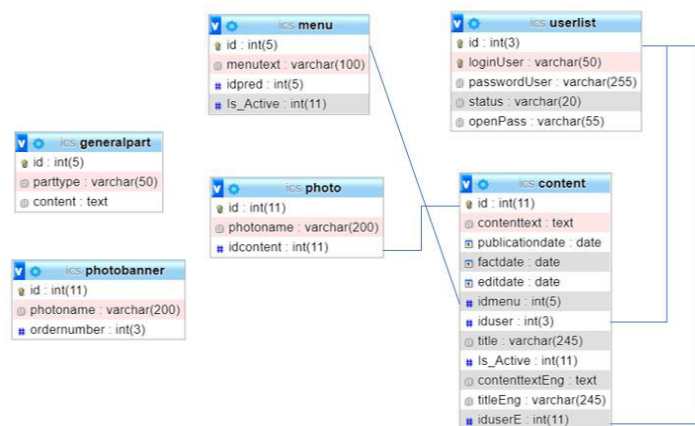 ics menu
id : int(5)
menutext : varchar(100)
idpred : int(5)
Is_Active : int(11)
ics userlist
id : int(3)
loginUser : varchar(50)
passwordUser : varchar(255)
status : varchar(20)
openPass : varchar(55)
ics generalpart
id : int(5)
parttype : varchar(50)
content : text
ics photo
id : int(11)
photoname : varchar(200)
idcontent : int(11)
ics content
id : int(11)
contenttext : text
publicationdate : date
factdate : date
editdate : date
idmenu : int(5)
iduser : int(3)
title : varchar(245)
Is_Active : int(11)
contenttextEng : text
titleEng : varchar(245)
iduserE : int(11)
ics photobanner
id : int(11)
photoname : varchar(200)
ordernumber : int(3)